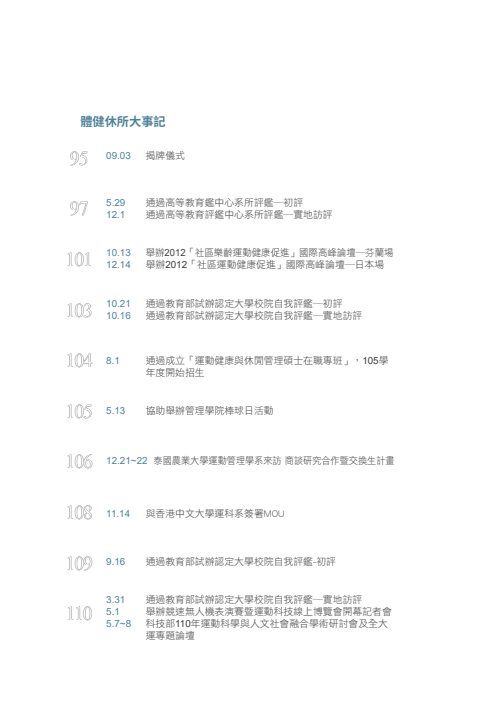 體健休所大事記
95 09.03 揭牌儀式
97 5.29 通過高等教育鑑中心系所評鑑─初評
12.1 通過高等教育評鑑中心系所評鑑─實地訪評
101 10.13 舉辦2012「社區樂齡運動健康促進」國際高峰論壇─芬蘭場
12.14 舉辦2012「社區運動健康促進」國際高峰論壇─日本場
103 10.21 通過教育部試辦認定大學校院自我評鑑─初評
10.16 通過教育部試辦認定大學校院自我評鑑─實地訪評
104 8.1 通過成立「運動健康與休閒管理碩士在職專班」，105學
年度開始招生
105 5.13 協助舉辦管理學院棒球日活動
106 12.21~22 泰國農業大學運動管理學系來訪 商談研究合作暨交換生計畫
108 11.14 與香港中文大學運科系簽署MOU
109 9.16 通過教育部試辦認定大學校院自我評鑑-初評
110 3.31 通過教育部試辦認定大學校院自我評鑑─實地訪評
5.1 舉辦競速無人機表演賽暨運動科技線上博覽會開幕記者會
5.7~8 科技部110年運動科學與人文社會融合學術研討會及全大
運專題論壇